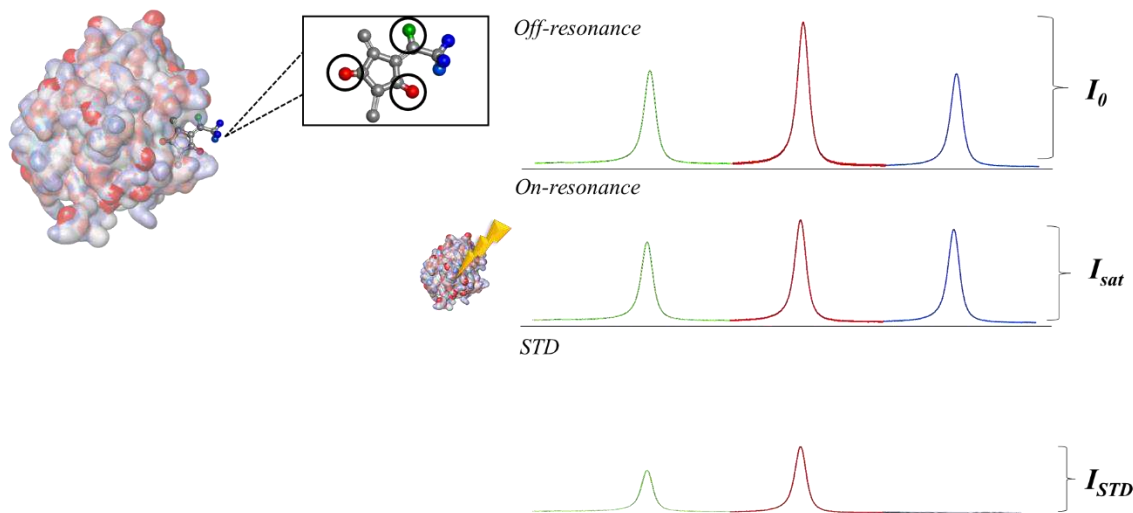 Off-resonance
I0
On-resonance
Isat
STD
ISTD